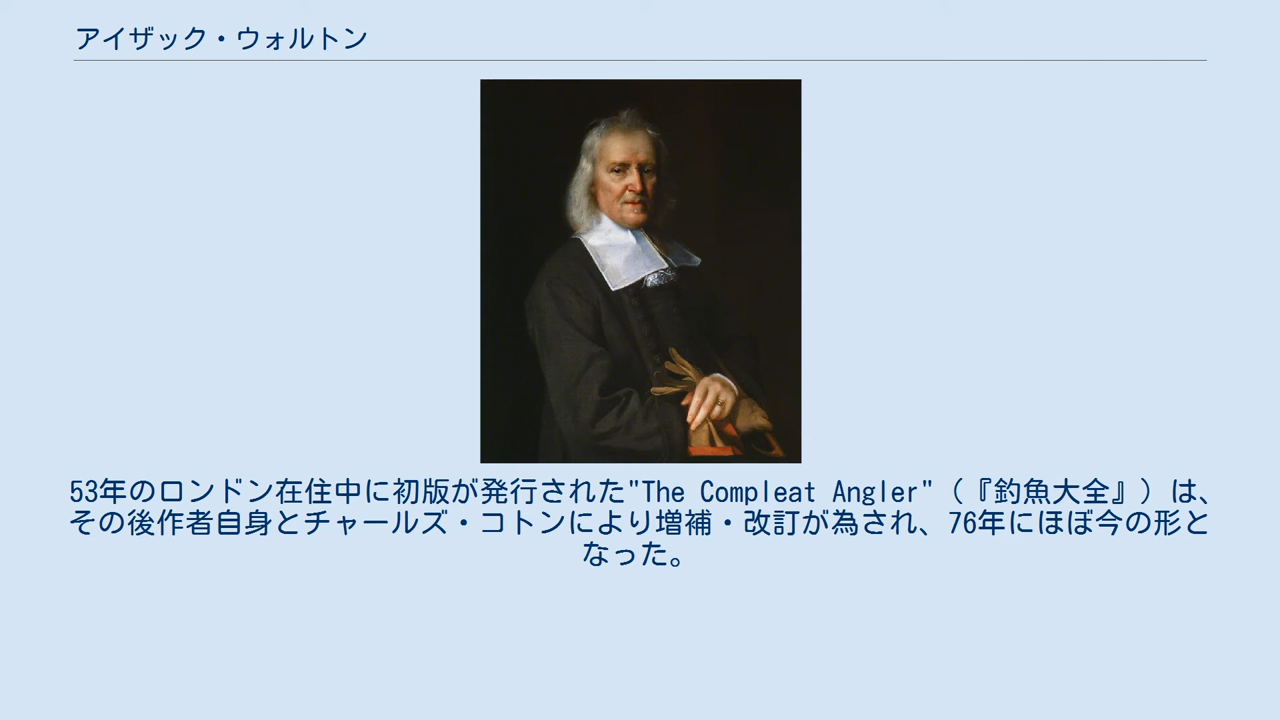 アイザック・ウォルトン
53年のロンドン在住中に初版が発行された"The Compleat Angler"（『釣魚大全』）は、
その後作者自身とチャールズ・コトンにより増補・改訂が為され、76年にほぼ今の形と
なった。